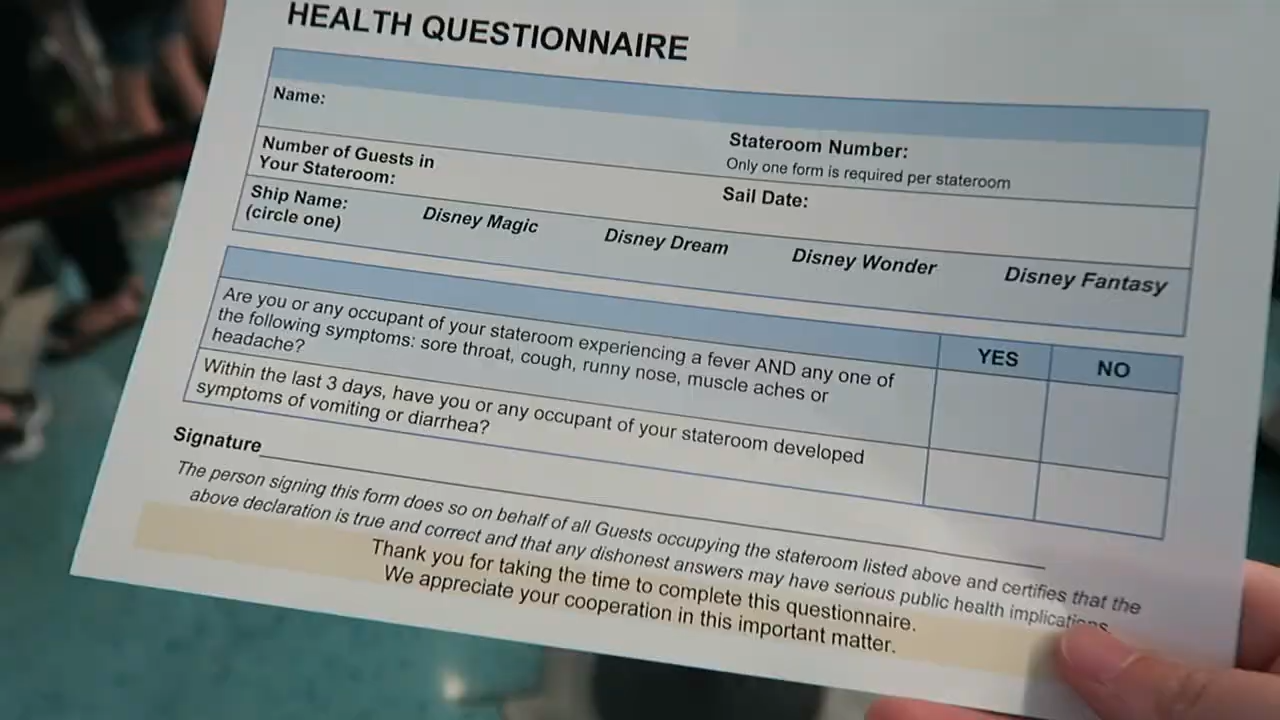 HEALTH QUESTIONNAIRE
Name:
Stateroom Number:
Only one form is required per stateroom
Number of Guests in
Your Stateroom:
Sail Date:
Ship Name:
(circle one)
Disney Magic
Disney Dream
Disney Wonder
Disney Fantasy
YES
NO
Are you or any occupant of your stateroom experiencing a fever AND any one of
the following symptoms: sore throat, cough, runny nose, muscle aches or
headache?
Within the last 3 days, have you or any occupant of your stateroom developed
symptoms of vomiting or diarrhea?
Signature
The person signing this form does so on behalf of all Guests occupying the stateroom listed above and certifies that the
above declaration is true and correct and that any dishonest answers may have serious public health implications.
Thank you for taking the time to complete this questionnaire.
We appreciate your cooperation in this important matter.